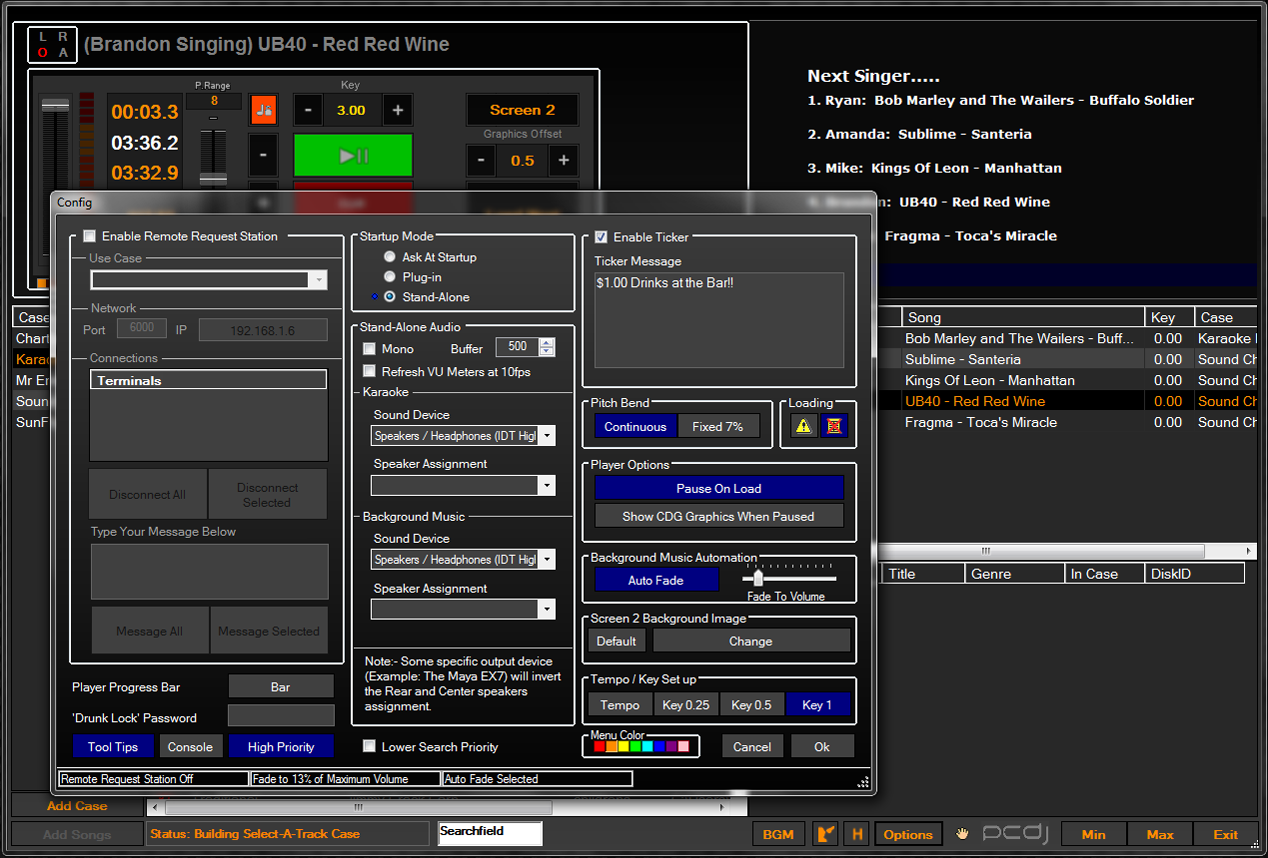 L R
O A
(Brandon Singing) UB40 - Red Red Wine
P.Range
8
Key
00:03.3
03:36.2
03:32.9
- 3.00 +
-
Screen 2
Graphics Offset
- 0.5 +
Next Singer.....
1. Ryan: Bob Marley and The Wailers - Buffalo Soldier
2. Amanda: Sublime - Santeria
3. Mike: Kings Of Leon - Manhattan
4. Brandon: UB40 - Red Red Wine
Fragma - Toca's Miracle
Config
Enable Remote Request Station
Use Case
Network
Port 6000 IP 192.168.1.6
Connections
Terminals
Disconnect All
Disconnect Selected
Type Your Message Below
Message All
Message Selected
Player Progress Bar
Bar
'Drunk Lock' Password
Tool Tips
Console
High Priority
Startup Mode
Ask At Startup
Plug-in
Stand-Alone
Stand-Alone Audio
Mono Buffer 500
Refresh VU Meters at 10fps
Karaoke
Sound Device
Speakers / Headphones (IDT Higl
Speaker Assignment
Background Music
Sound Device
Speakers / Headphones (IDT Higl
Speaker Assignment
Note:- Some specific output device
(Example: The Maya EX7) will invert
the Rear and Center speakers
assignment.
Lower Search Priority
Enable Ticker
Ticker Message
$1.00 Drinks at the Bar!!
Pitch Bend
Continuous
Fixed 7%
Loading
Player Options
Pause On Load
Show CDG Graphics When Paused
Background Music Automation
Auto Fade
Fade To Volume
Screen 2 Background Image
Default
Change
Tempo / Key Set up
Tempo
Key 0.25
Key 0.5
Key 1
Menu Color
Cancel
Ok
Remote Request Station Off
Fade to 13% of Maximum Volume
Auto Fade Selected
Case
Chart
Karao
Mr En
Soun
SunF
Song Key Case
Bob Marley and The Wailers - Buff... 0.00 Karaoke
Sublime - Santeria 0.00 Sound Ch
Kings Of Leon - Manhattan 0.00 Sound Ch
UB40 - Red Red Wine 0.00 Sound Ch
Fragma - Toca's Miracle 0.00 Sound Ch
Title Genre In Case DiskID
Add Case
Add Songs
Status: Building Select-A-Track Case
Searchfield
BGM
H
Options
pcdj
Min
Max
Exit